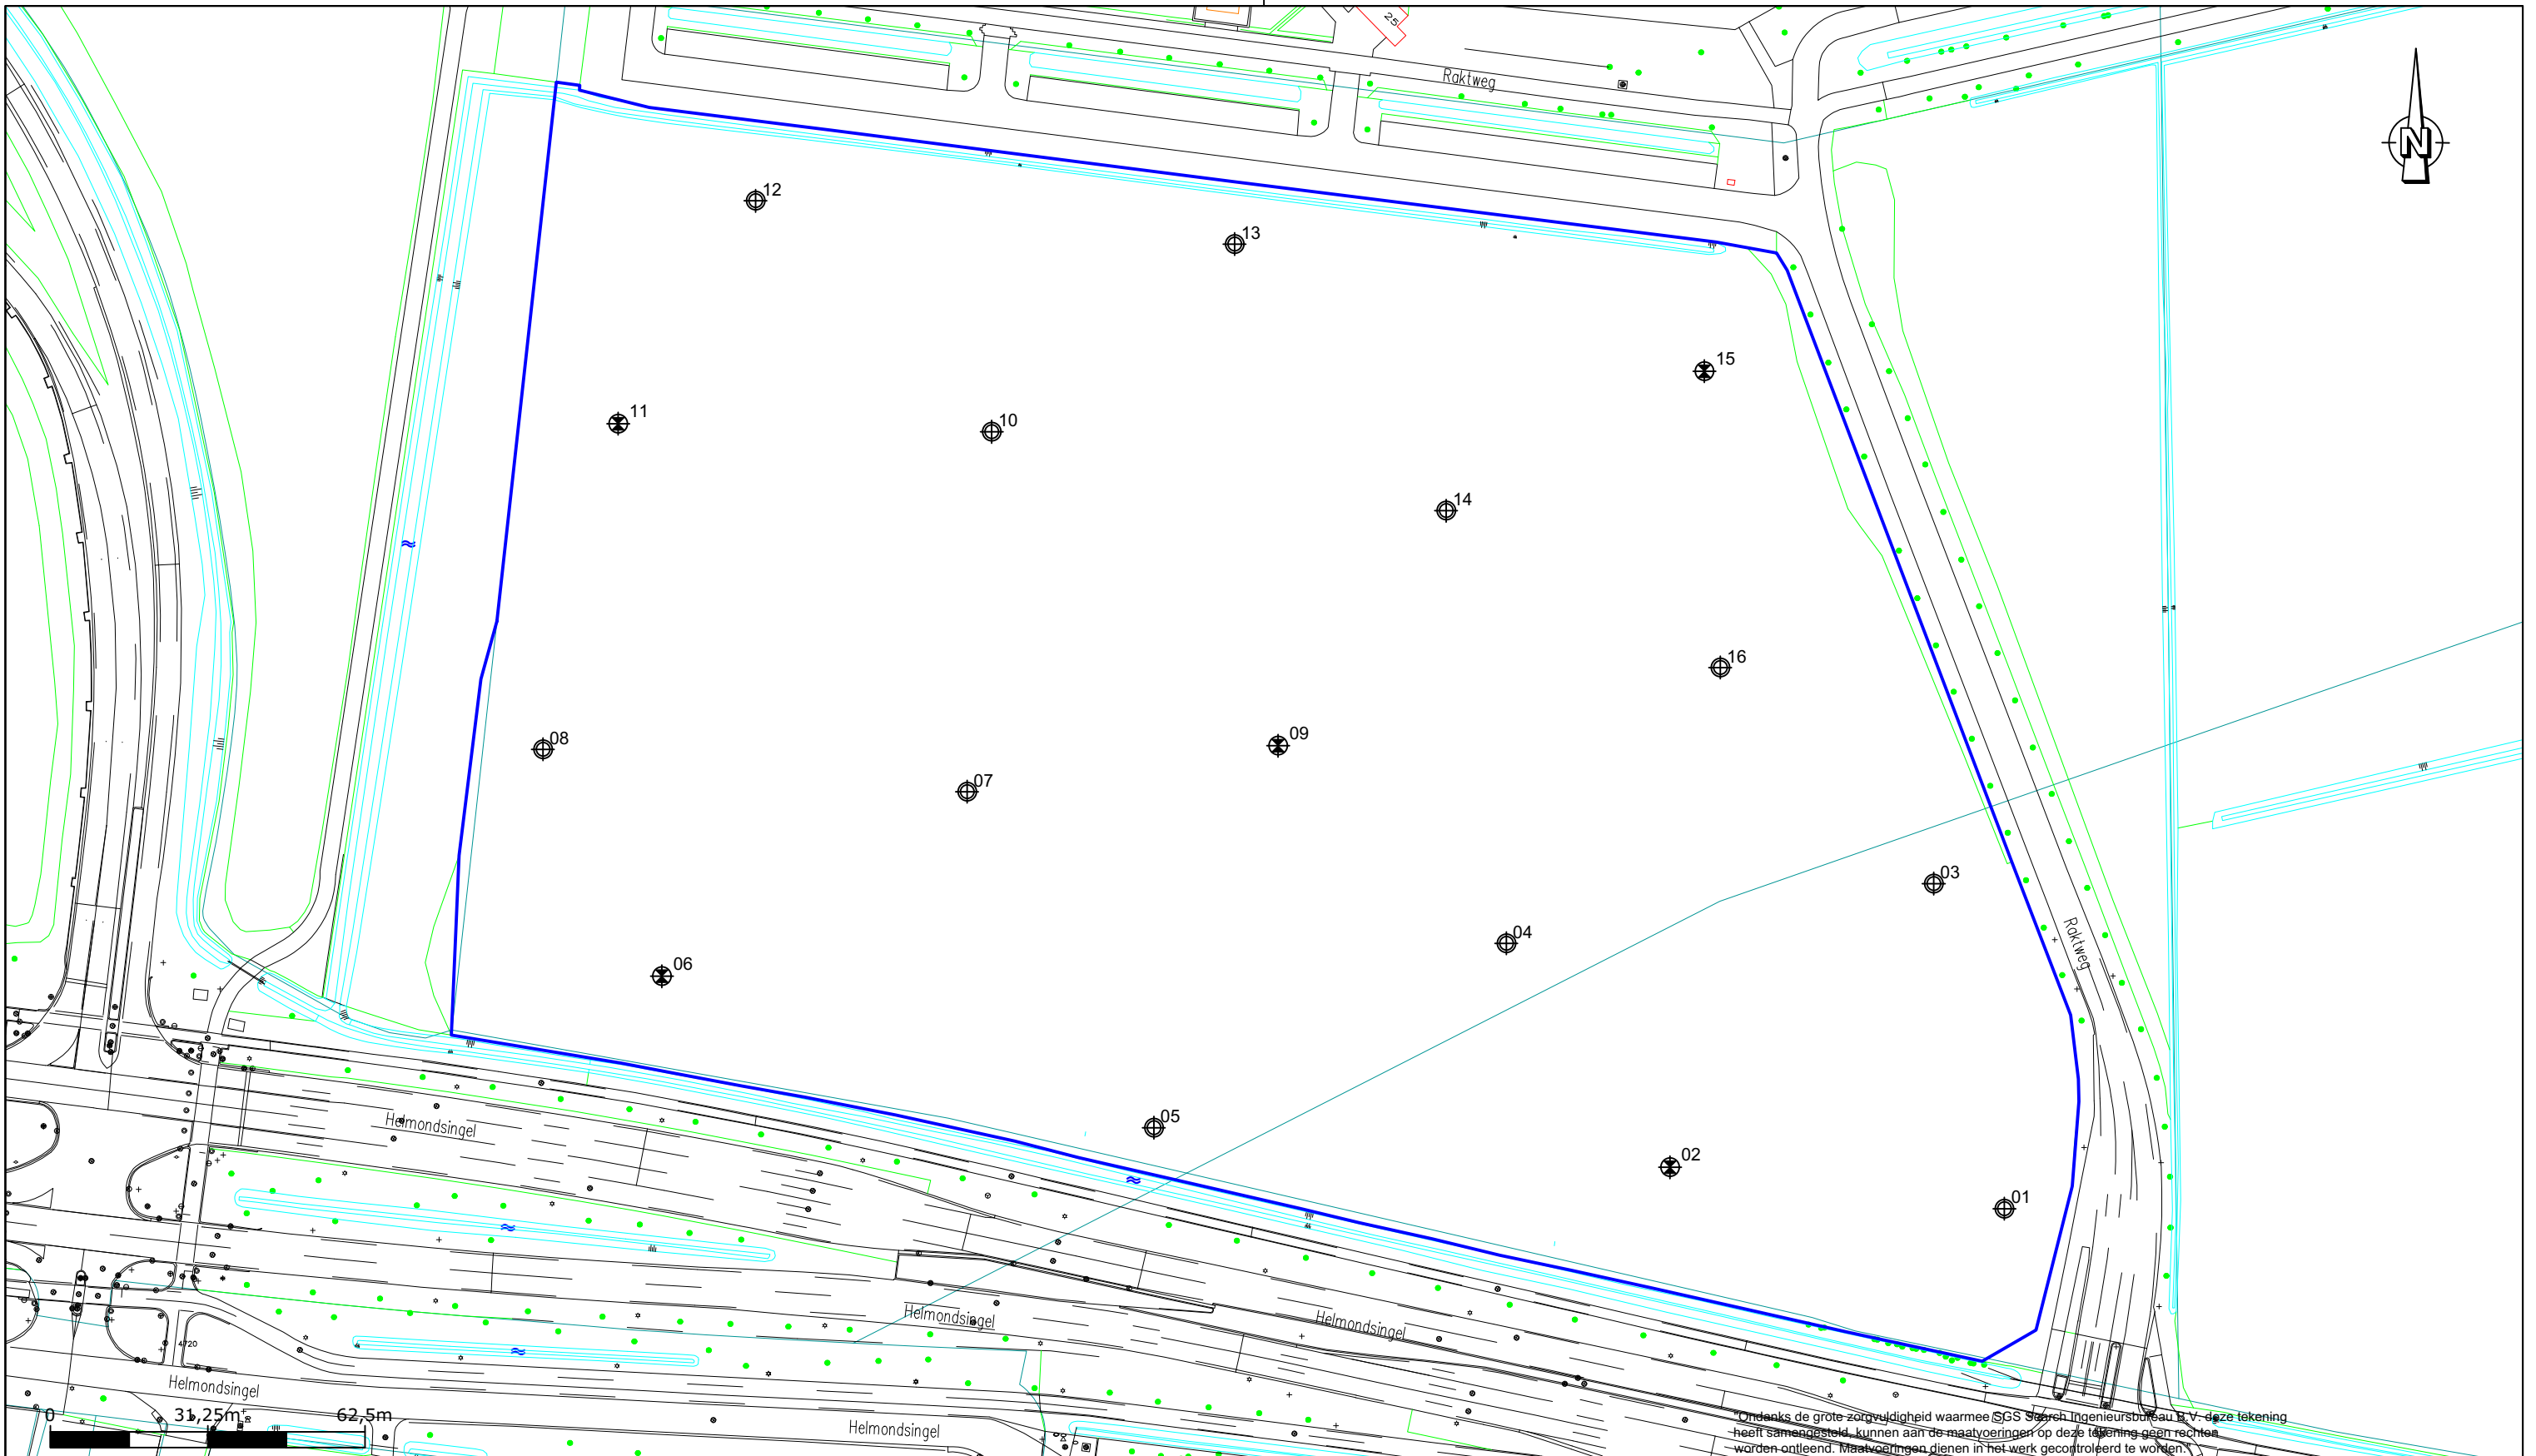 25
Raktweg
N
12
13
15
11
10
14
16
08
09
07
03
Raktweg
04
06
05
02
01
Helmondsingel
Helmondsingel
Helmondsingel
4720
Helmondsingel
Helmondsingel
0 31,25m 62,5m
"Ondanks de grote zorgvuldigheid waarmee SGS Search Ingenieursbureau B.V. deze tekening
heeft samengesteld, kunnen aan de maatvoeringen op deze tekening geen rechten
worden ontleend. Maatvoeringen dienen in het werk gecontroleerd te worden."